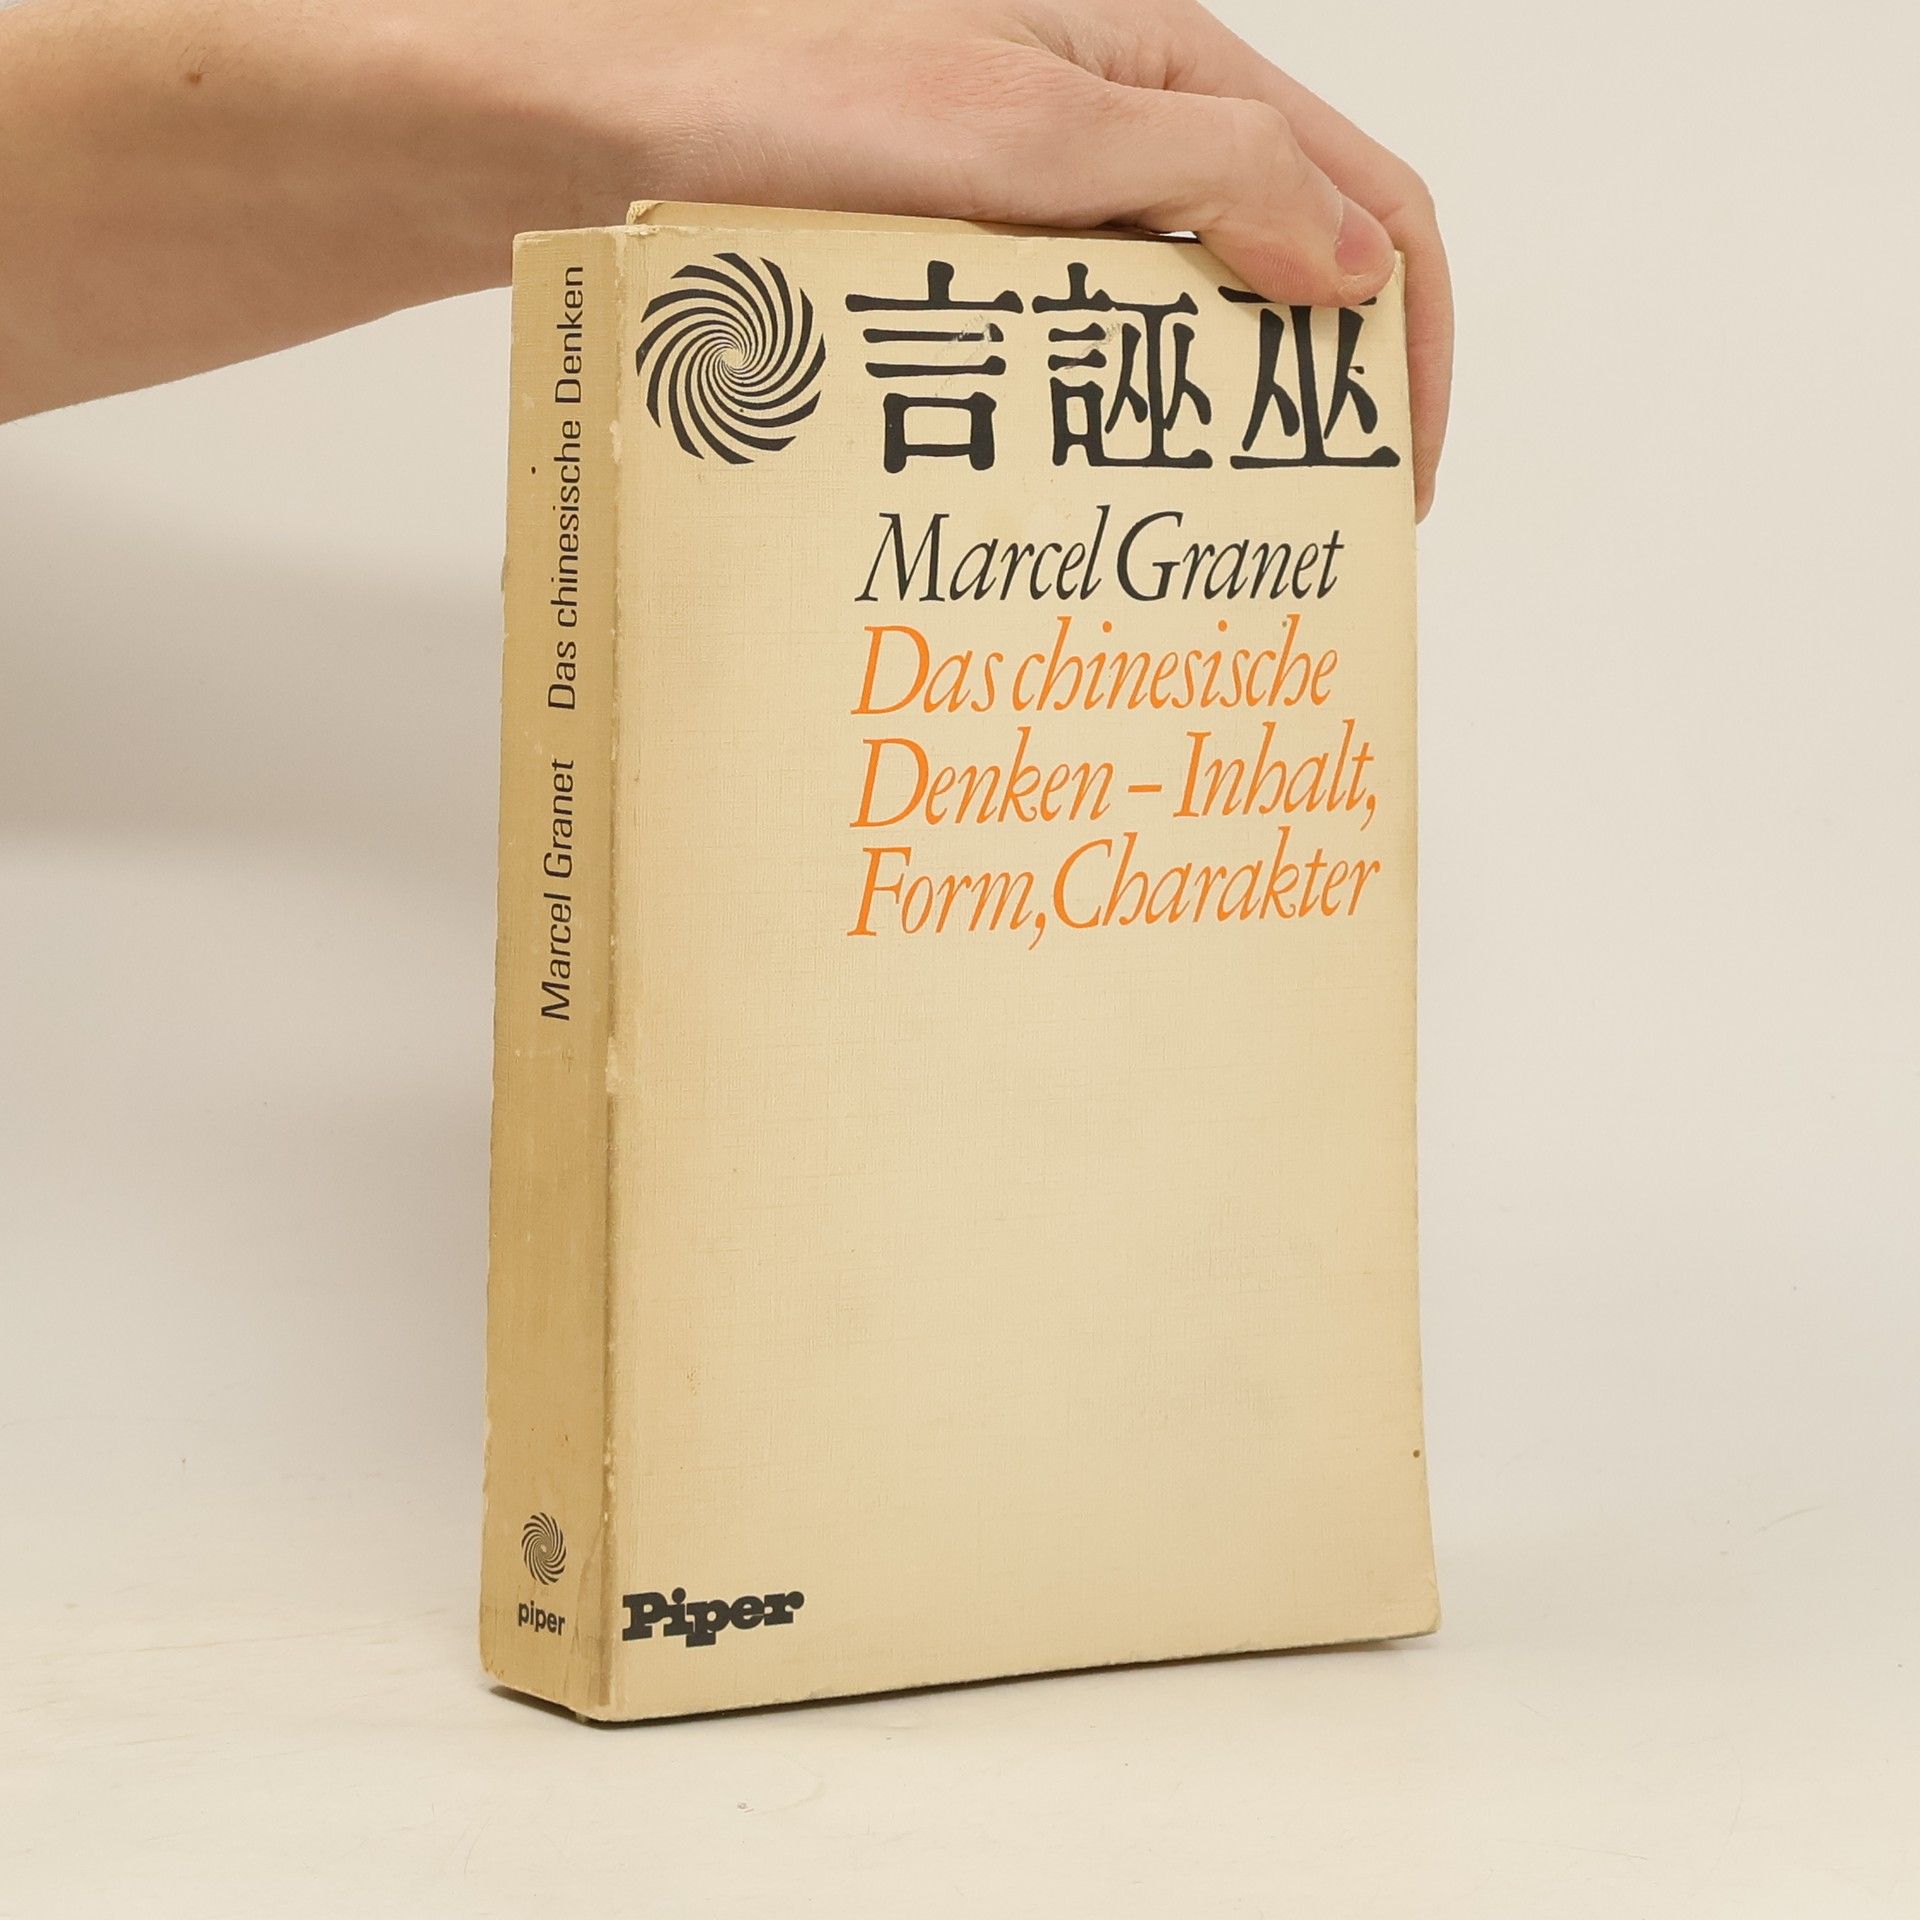 Marcel Granet Das chinesische Denken
piper
言誣巫
Marcel Granet
Das chinesische
Denken – Inhalt,
Form, Charakter
Piper